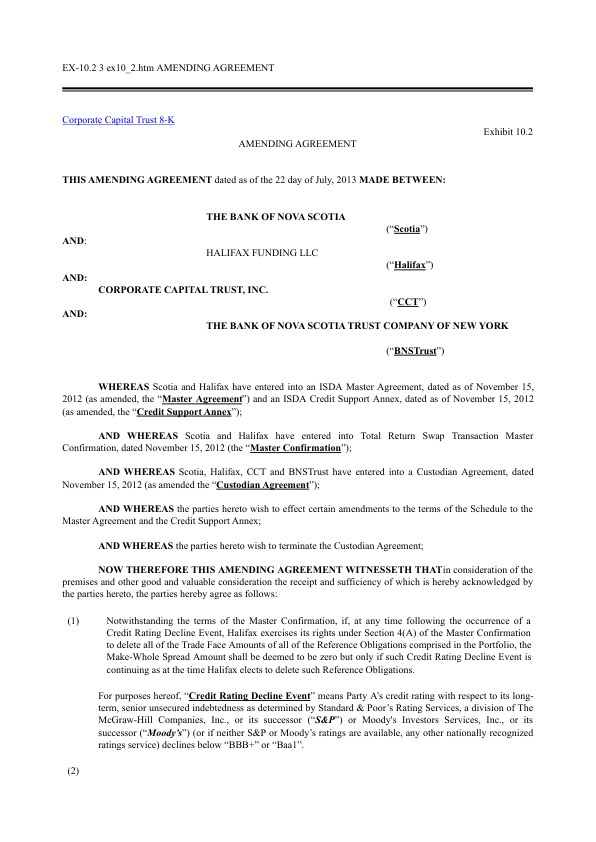 EX-10.2 3 ex10_2.htm AMENDING AGREEMENT
Corporate Capital Trust 8-K
Exhibit 10.2
AMENDING AGREEMENT
THIS AMENDING AGREEMENT dated as of the 22 day of July, 2013 MADE BETWEEN:
THE BANK OF NOVA SCOTIA
(“Scotia”)
AND:
HALIFAX FUNDING LLC
(“Halifax”)
AND:
CORPORATE CAPITAL TRUST, INC.
(“CCT”)
AND:
THE BANK OF NOVA SCOTIA TRUST COMPANY OF NEW YORK
(“BNSTrust”)
WHEREAS Scotia and Halifax have entered into an ISDA Master Agreement, dated as of November 15,
2012 (as amended, the “Master Agreement”) and an ISDA Credit Support Annex, dated as of November 15, 2012
(as amended, the “Credit Support Annex”);
AND WHEREAS Scotia and Halifax have entered into Total Return Swap Transaction Master
Confirmation, dated November 15, 2012 (the “Master Confirmation”);
AND WHEREAS Scotia, Halifax, CCT and BNSTrust have entered into a Custodian Agreement, dated
November 15, 2012 (as amended the “Custodian Agreement”);
AND WHEREAS the parties hereto wish to effect certain amendments to the terms of the Schedule to the
Master Agreement and the Credit Support Annex;
AND WHEREAS the parties hereto wish to terminate the Custodian Agreement;
NOW THEREFORE THIS AMENDING AGREEMENT WITNESSETH THAT in consideration of the
premises and other good and valuable consideration the receipt and sufficiency of which is hereby acknowledged by
the parties hereto, the parties hereby agree as follows:
(1) Notwithstanding the terms of the Master Confirmation, if, at any time following the occurrence of a
Credit Rating Decline Event, Halifax exercises its rights under Section 4(A) of the Master Confirmation
to delete all of the Trade Face Amounts of all of the Reference Obligations comprised in the Portfolio, the
Make-Whole Spread Amount shall be deemed to be zero but only if such Credit Rating Decline Event is
continuing as at the time Halifax elects to delete such Reference Obligations.
For purposes hereof, “Credit Rating Decline Event” means Party A’s credit rating with respect to its long-
term, senior unsecured indebtedness as determined by Standard & Poor’s Rating Services, a division of The
McGraw-Hill Companies, Inc., or its successor (“S&P”) or Moody's Investors Services, Inc., or its
successor (“Moody’s”) (or if neither S&P or Moody’s ratings are available, any other nationally recognized
ratings service) declines below “BBB+” or “Baa1”.
(2)